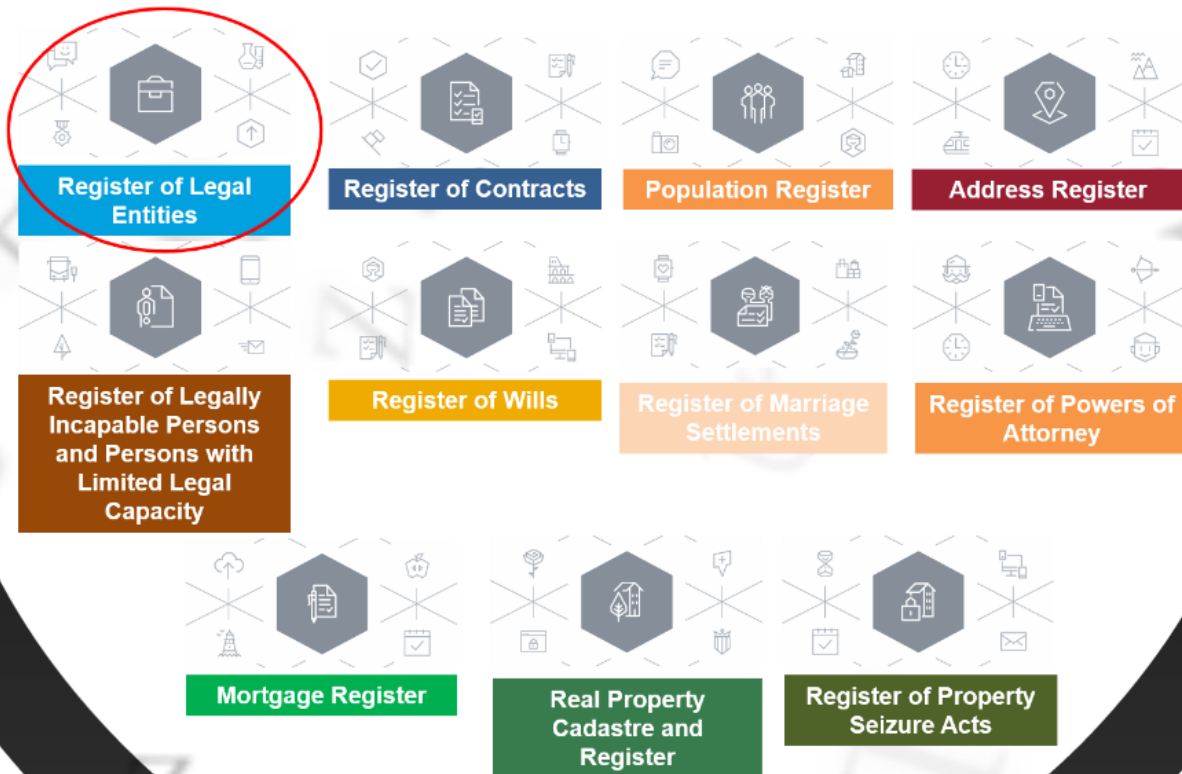 Register of Legal
Entities
Register of Contracts
Population Register
Address Register
Register of Legally
Incapable Persons
and Persons with
Limited Legal
Capacity
Register of Wills
Register of Marriage
Settlements
Register of Powers of
Attorney
Mortgage Register
Real Property
Cadastre and
Register
Register of Property
Seizure Acts